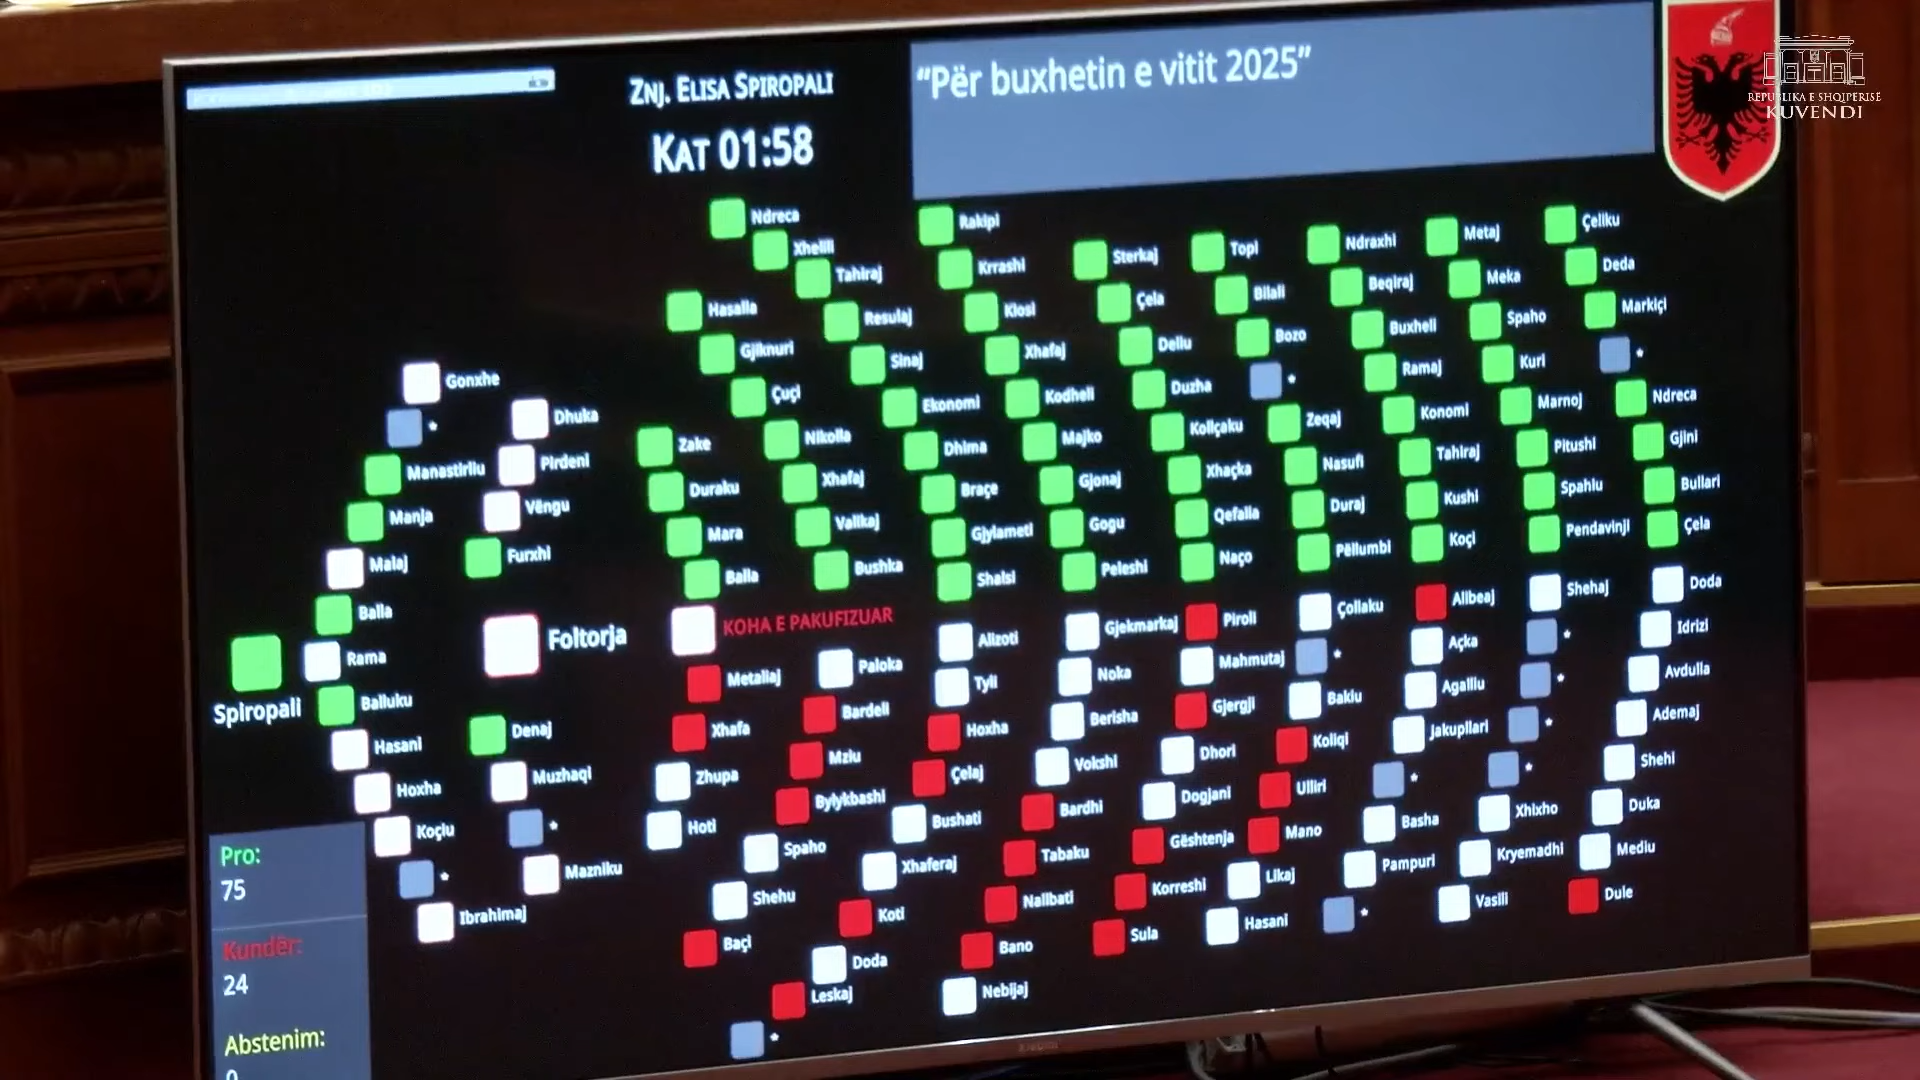 ZNJ. ELISA SPIROPALI
KAT 01:58
“Për buxhetin e vitit 2025”
REPUBLIKA E SHQIPËRISË
KUVENDI
Gonxhe
*
Manastirliu
Manja
Malaj
Balla
Rama
Balluku
Hasani
Hoxha
Koçiu
*
Ibrahimaj
Spiropali
Dhuka
Pirdeni
Vëngu
Furxhi
Foltorja
Denaj
Muzhaqi
*
Mazniku
Zake
Duraku
Mara
Balla
KOHA E PAKUFIZUAR
Metaliaj
Xhafa
Zhupa
Hoti
Hasalla
Gjiknuri
Çuçi
Nikolla
Xhafaj
Valikaj
Bushka
Paloka
Bardeli
Mziu
Bylykbashi
Spaho
Shehu
Baçi
Ndreca
Xhelili
Tahiraj
Resulaj
Sinaj
Ekonomi
Dhima
Braçe
Gjylameti
Shalsi
Alizoti
Tyli
Hoxha
Çelaj
Bushati
Xhaferaj
Koti
Doda
Leskaj
*
Rakipi
Krrashi
Klosi
Xhafaj
Kodheli
Majko
Gjonaj
Gogu
Peleshi
Gjekmarkaj
Noka
Berisha
Vokshi
Bardhi
Tabaku
Nallbati
Bano
Nebijaj
Sterkaj
Çela
Dellu
Duzha
Kollçaku
Xhaçka
Qefalia
Naço
Piroli
Mahmutaj
Gjergji
Dhori
Dogjani
Gështenja
Korreshi
Sula
Topi
Bilali
Bozo
*
Zeqaj
Nasufi
Duraj
Pëllumbi
Çollaku
*
Bakiu
Koliqi
Ulliri
Mano
Likaj
Hasani
Ndraxhi
Beqiraj
Buxheli
Ramaj
Konomi
Tahiraj
Kushi
Koçi
Alibeaj
Açka
Agalliu
Jakupllari
*
Basha
Pampuri
*
Metaj
Meka
Spaho
Kuri
Marnoj
Pitushi
Spahiu
Pendavinji
Shehaj
*
*
*
*
Xhixho
Kryemadhi
Vasili
Çeliku
Deda
Markiçi
*
Ndreca
Gjini
Bullari
Çela
Doda
Idrizi
Avdulla
Ademaj
Shehi
Duka
Mediu
Dule
Pro:
75
Kundër:
24
Abstenim:
0